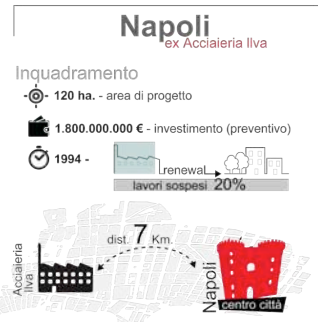 Napoli
ex Acciaieria Ilva
Inquadramento
120 ha. - area di progetto
1.800.000.000 € - investimento (preventivo)
1994 -
renewal
lavori sospesi 20%
dist. 7 Km.
Acciaieria
Ilva
Napoli
centro città